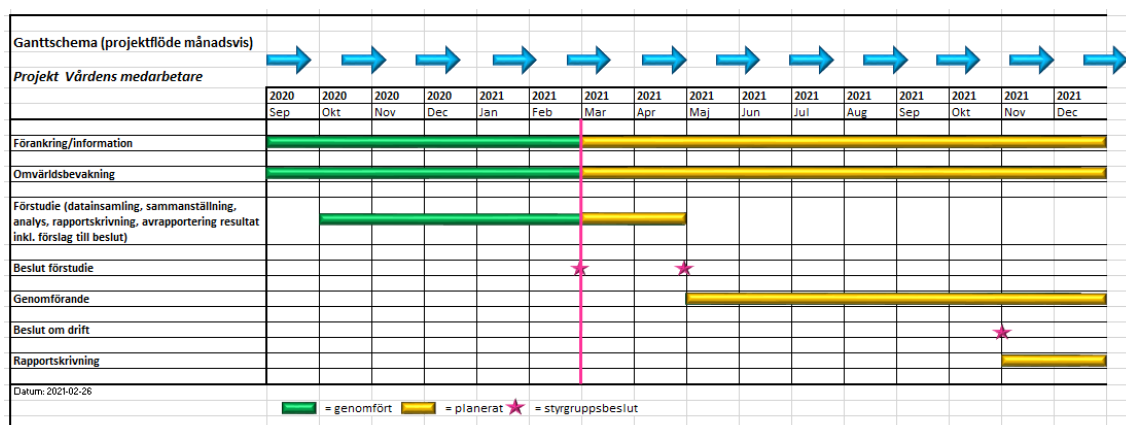 Ganttschema (projektflöde månadsvis)
Projekt Vårdens medarbetare
2020 2020 2020 2020 2021 2021 2021 2021 2021 2021 2021 2021 2021 2021 2021 2021
Sep Okt Nov Dec Jan Feb Mar Apr Maj Jun Jul Aug Sep Okt Nov Dec
Förankring/information
Omvärldsbevakning
Förstudie (datainsamling, sammanställning,
analys, rapportskrivning, avrapportering resultat
inkl. förslag till beslut)
Beslut förstudie
Genomförande
Beslut om drift
Rapportskrivning
Datum: 2021-02-26
= genomfört = planerat = styrgruppsbeslut